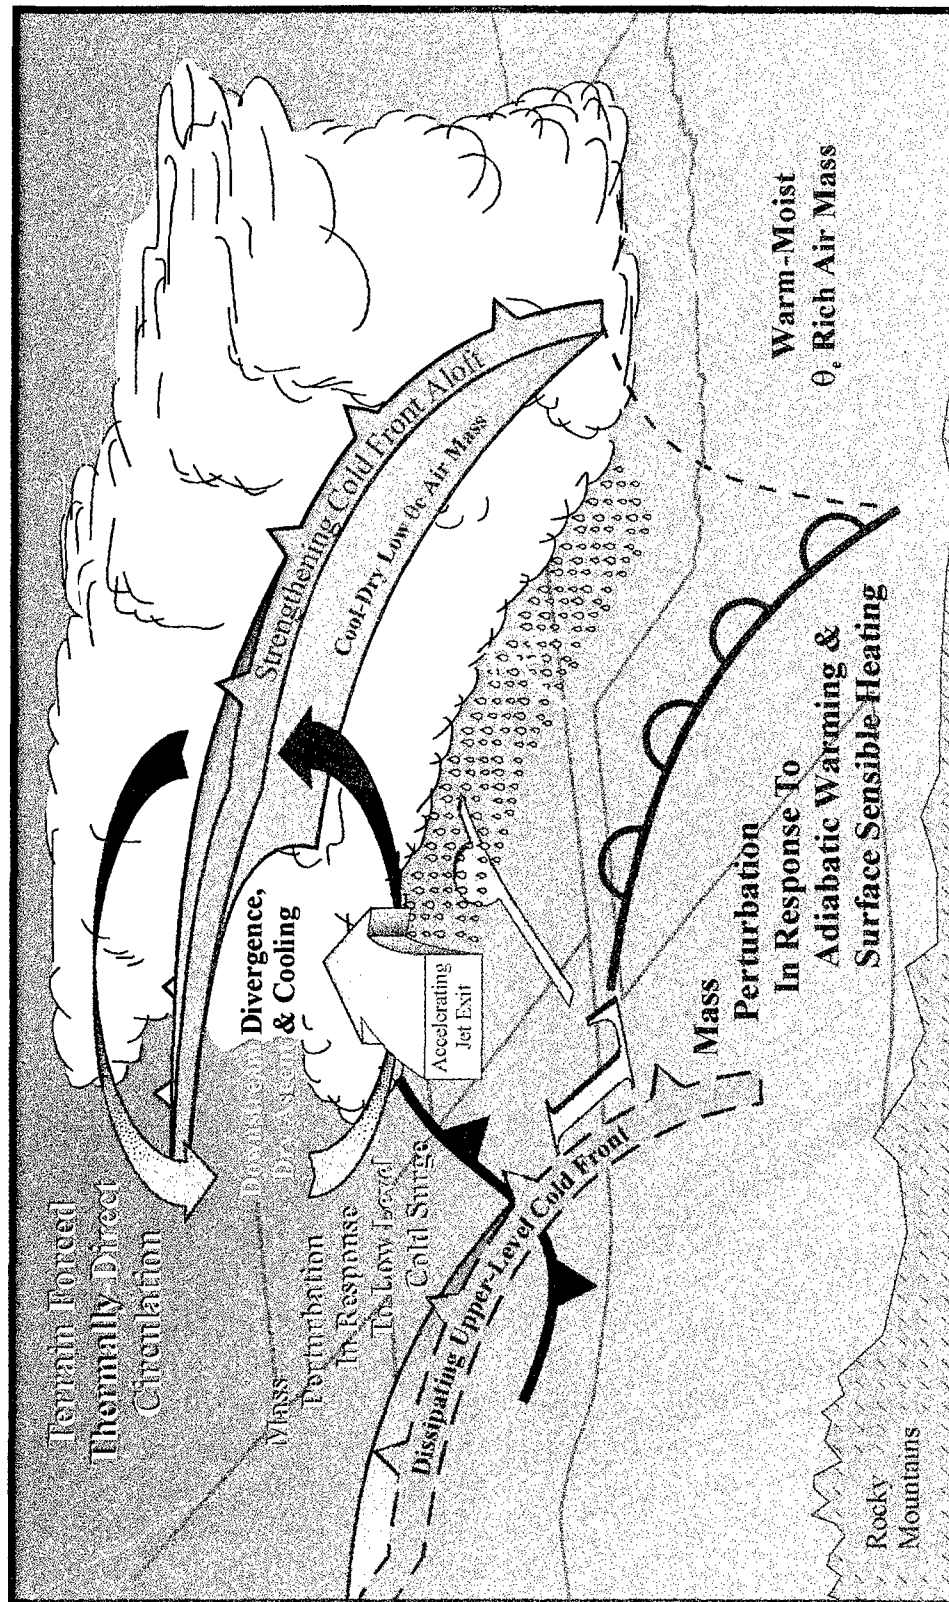 Terrain Forced
Thermally Direct
Circulation
Mass
Perturbation
In Response
To Low Level
Cold Surge
Divergence,
& Cooling
Accelerating
Jet Exit
Strengthening Cold Front Aloft
Cool-Dry Low θe Air Mass
Dissipating Upper-Level Cold Front
L
Mass
Perturbation
In Response To
Adiabatic Warming &
Surface Sensible Heating
Warm-Moist
θe Rich Air Mass
Rocky
Mountains